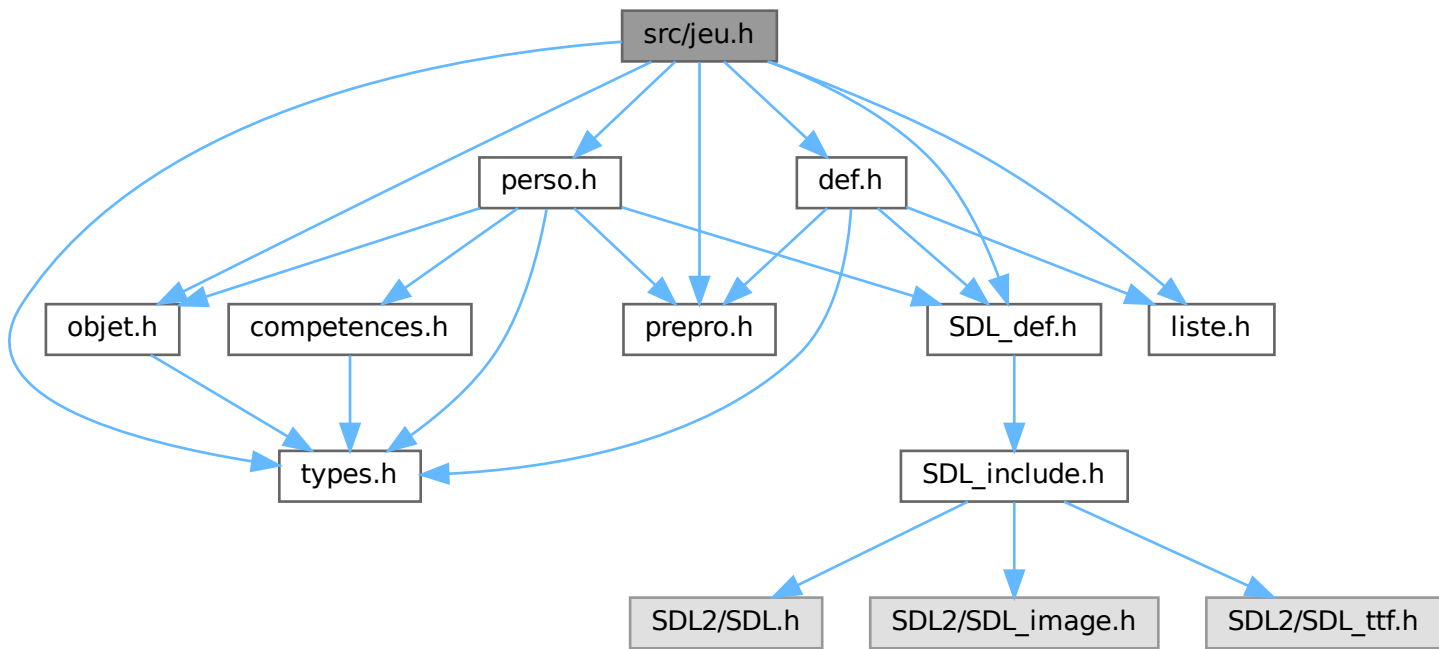 src/jeu.h
perso.h
def.h
objet.h
competences.h
prepro.h
SDL_def.h
liste.h
types.h
SDL_include.h
SDL2/SDL.h
SDL2/SDL_image.h
SDL2/SDL_ttf.h